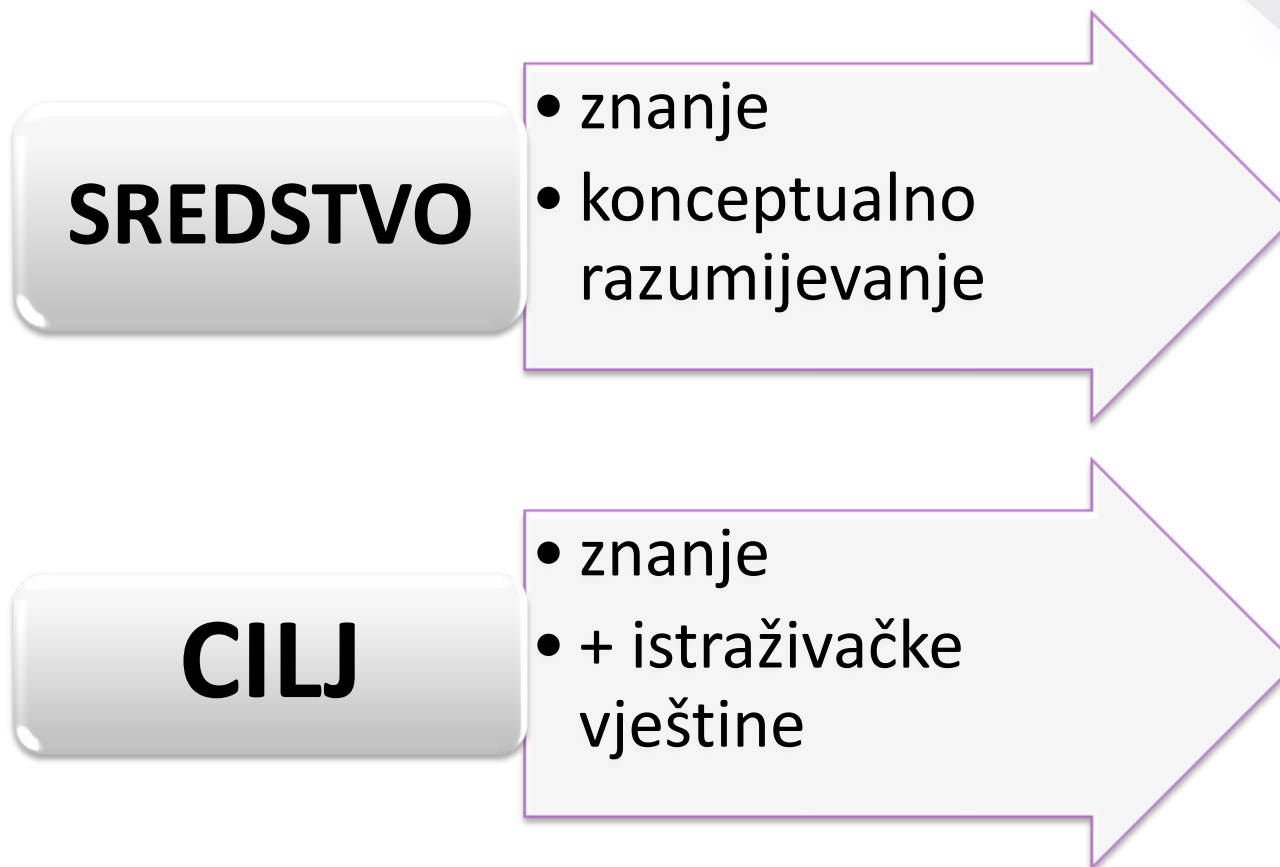 SREDSTVO
• znanje
• konceptualno
razumijevanje
CILJ
• znanje
• + istraživačke
vještine